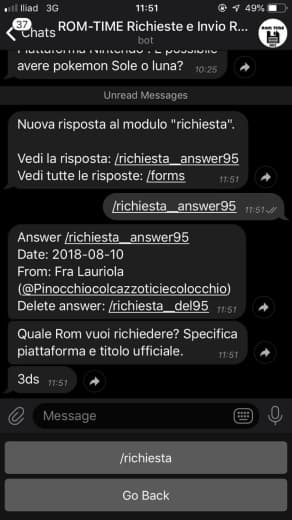 Iliad 3G 11:51 49%
37
Chats
ROM-TIME Richieste e Invio R...
bot
ROM TIME
avere pokemon Sole o luna? 10:25
Unread Messages
Nuova risposta al modulo "richiesta".
Vedi la risposta: /richiesta__answer95
Vedi tutte le risposte: /forms 11:51
/richiesta__answer95 11:51
Answer /richiesta__answer95
Date: 2018-08-10
From: Fra Lauriola
(@Pinocchiocolcazzoticiecolocchio)
Delete answer: /richiesta__del95 11:51
Quale Rom vuoi richiedere? Specifica
piattaforma e titolo ufficiale. 11:51
3ds 11:51
Message
/richiesta
Go Back